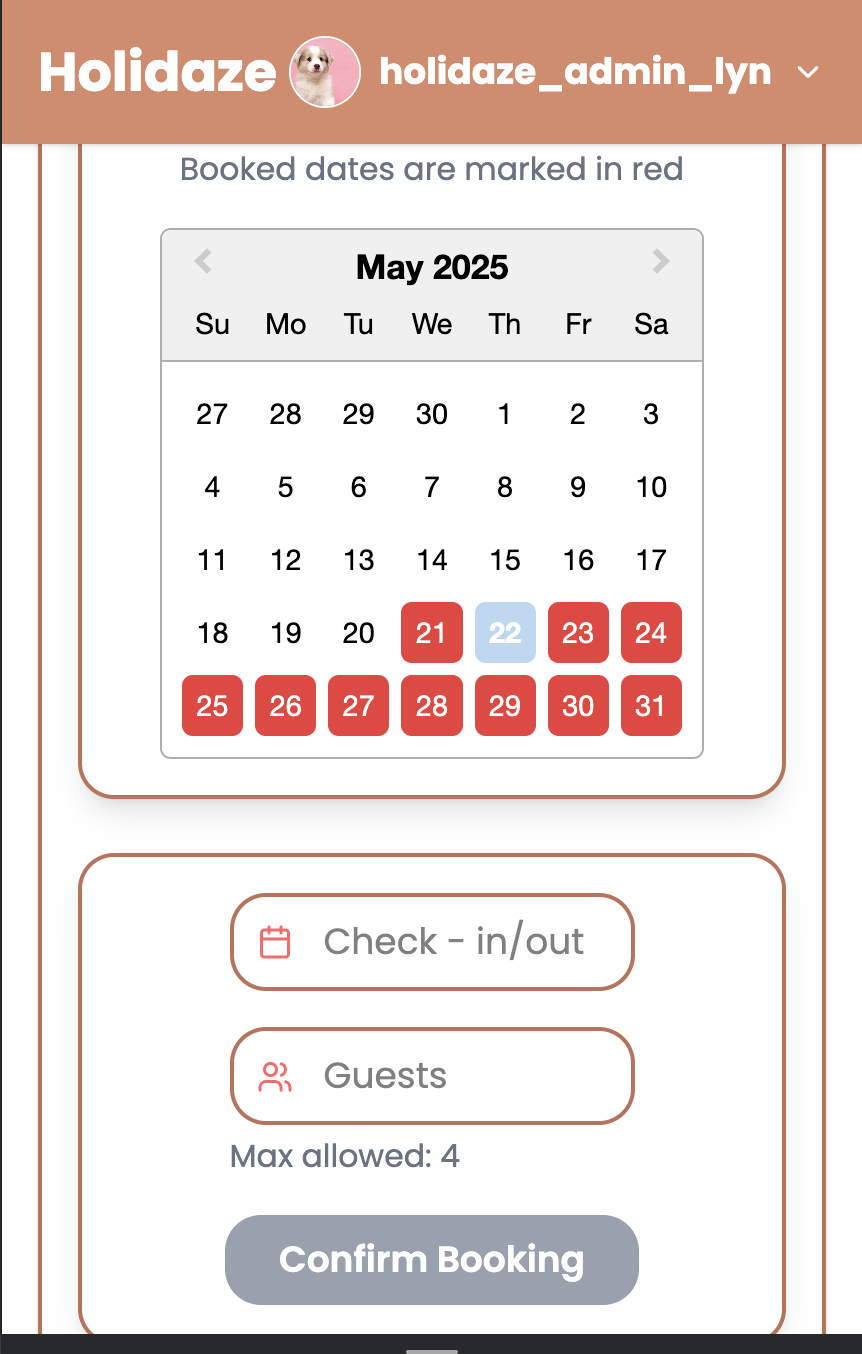 Holidaze holidaze_admin_lyn
Booked dates are marked in red
May 2025
Su Mo Tu We Th Fr Sa
27 28 29 30 1 2 3
4 5 6 7 8 9 10
11 12 13 14 15 16 17
18 19 20 21 22 23 24
25 26 27 28 29 30 31
Check - in/out
Guests
Max allowed: 4
Confirm Booking